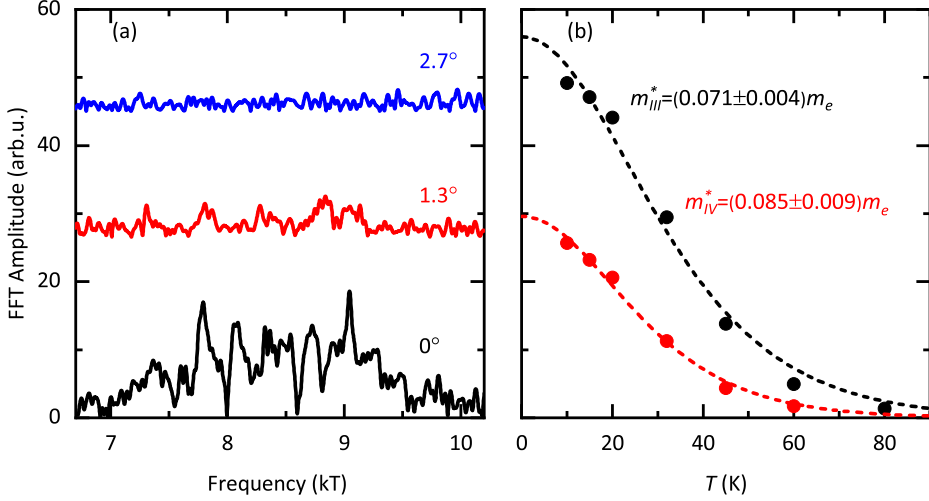 (a)
2.7°
1.3°
0°
60
40
20
0
FFT Amplitude (arb.u.)
7
8
9
10
Frequency (kT)
(b)
m*III=(0.071±0.004)me
m*IV=(0.085±0.009)me
0
20
40
60
80
T (K)